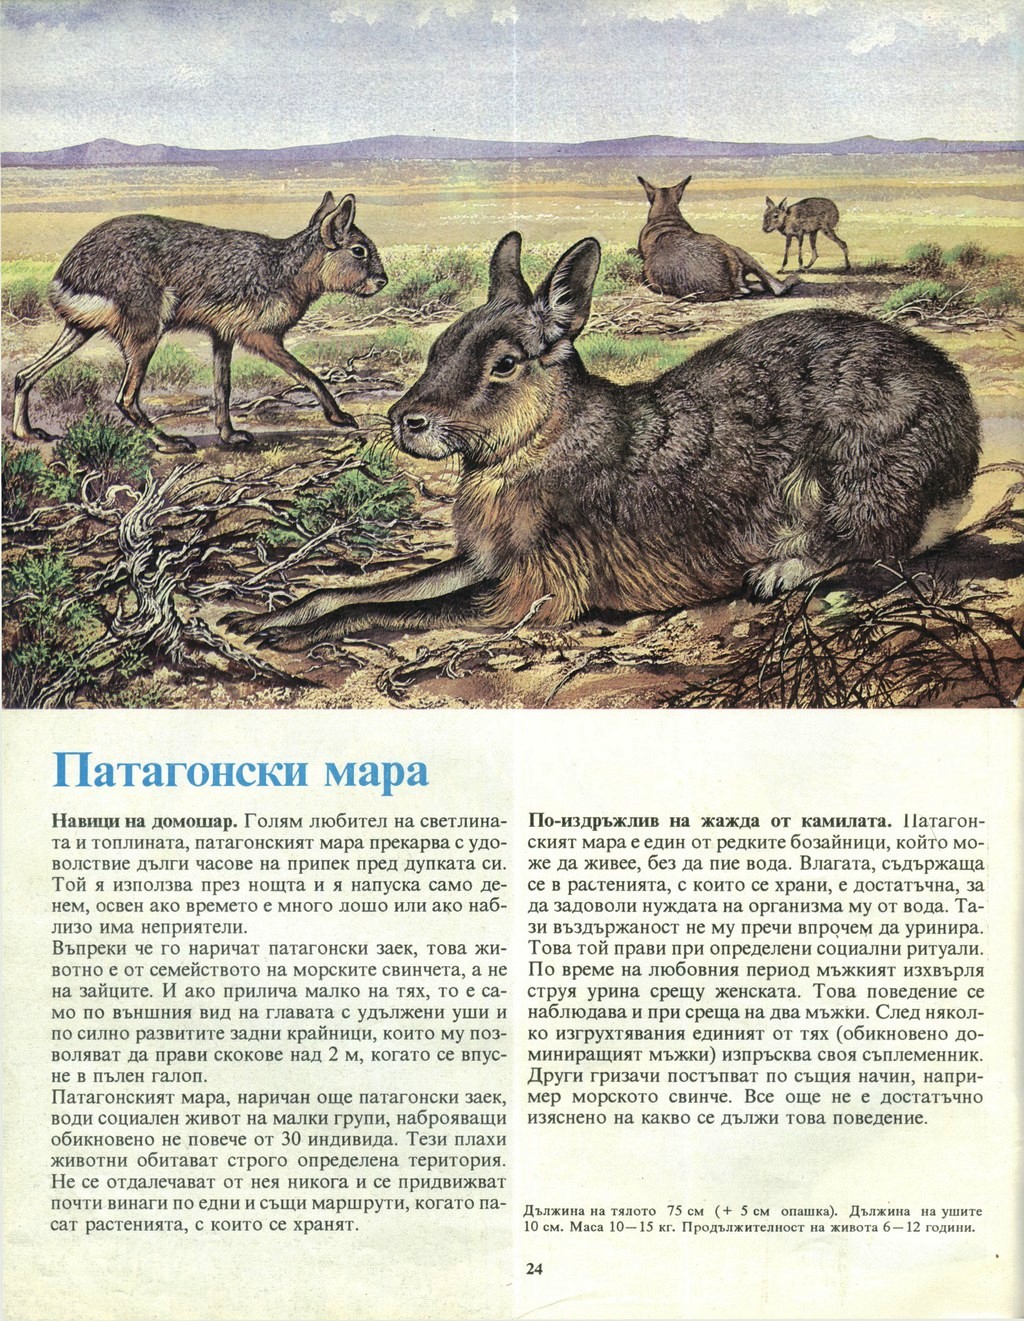 Патагонски мара
Навици на домошар. Голям любител на светлина-
та и топлината, патагонският мара прекарва с удо-
волствие дълги часове на припек пред дупката си.
Той я използва през нощта и я напуска само де-
нем, освен ако времето е много лошо или ако наб-
лизо има неприятели.
Въпреки че го наричат патагонски заек, това жи-
вотно е от семейството на морските свинчета, а не
на зайците. И ако прилича малко на тях, то е са-
мо по външния вид на главата с удължени уши и
по силно развитите задни крайници, които му поз-
воляват да прави скокове над 2 м, когато се впус-
не в пълен галоп.
Патагонският мара, наричан още патагонски заек,
води социален живот на малки групи, наброяващи
обикновено не повече от 30 индивида. Тези плахи
животни обитават строго определена територия.
Не се отдалечават от нея никога и се придвижват
почти винаги по едни и същи маршрути, когато па-
сат растенията, с които се хранят.
По-издръжлив на жажда от камилата. Патагон-
ският мара е един от редките бозайници, който мо-
же да живее, без да пие вода. Влагата, съдържаща
се в растенията, с които се храни, е достатъчна, за
да задоволи нуждата на организма му от вода. Та-
зи въздържаност не му пречи впрочем да уринира.
Това той прави при определени социални ритуали.
По време на любовния период мъжкият изхвърля
струя урина срещу женската. Това поведение се
наблюдава и при среща на два мъжки. След някол-
ко изгрухтявания единият от тях (обикновено до-
миниращият мъжки) изпръсква своя съплеменник.
Други гризачи постъпват по същия начин, напри-
мер морското свинче. Все още не е достатъчно
изяснено на какво се дължи това поведение.
Дължина на тялото 75 см (+ 5 см опашка). Дължина на ушите
10 см. Маса 10—15 кг. Продължителност на живота 6—12 години.
24